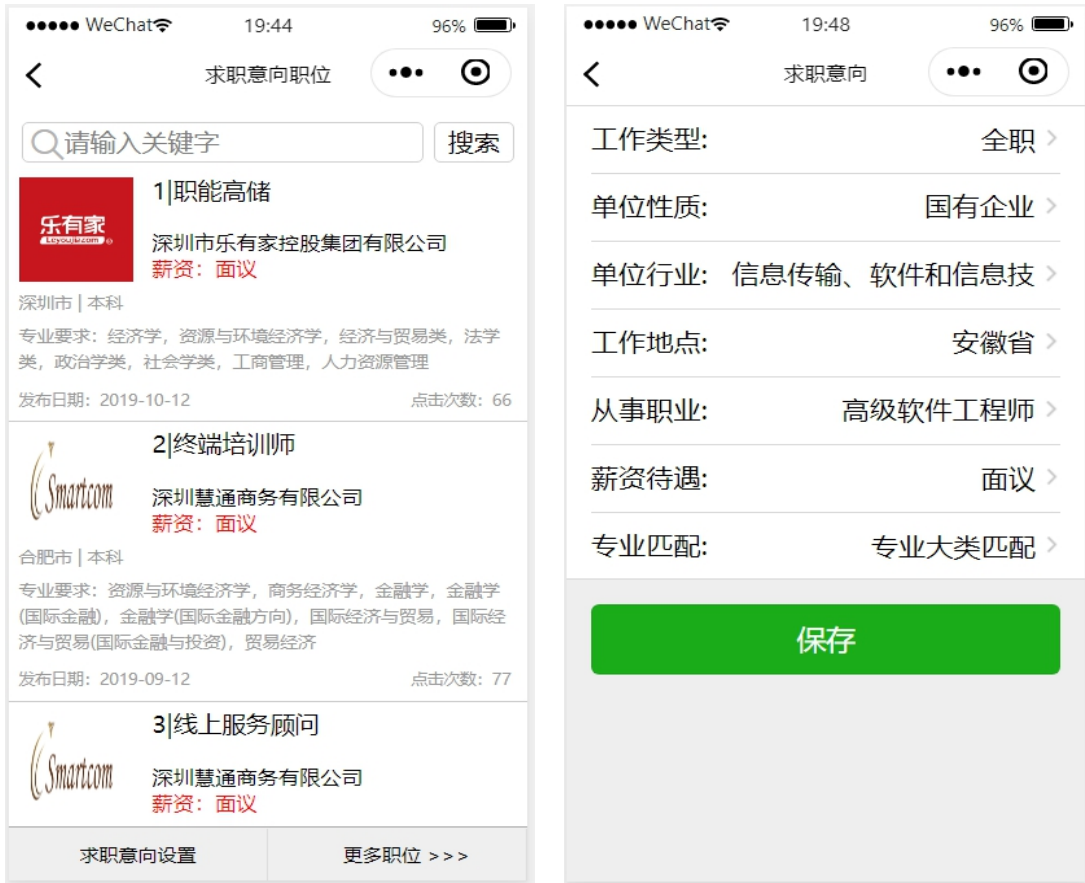 ●●●●● WeChat 19:44 96%
求职意向职位
请输入关键字 搜索
乐有家
Leyoujia.com
1|职能高储
深圳市乐有家控股集团有限公司
薪资：面议
深圳市 | 本科
专业要求：经济学，资源与环境经济学，经济与贸易类，法学
类，政治学类，社会学类，工商管理，人力资源管理
发布日期：2019-10-12 点击次数：66
Smartcom
2|终端培训师
深圳慧通商务有限公司
薪资：面议
合肥市 | 本科
专业要求：资源与环境经济学，商务经济学，金融学，金融学
(国际金融)，金融学(国际金融方向)，国际经济与贸易，国际经
济与贸易(国际金融与投资)，贸易经济
发布日期：2019-09-12 点击次数：77
Smartcom
3|线上服务顾问
深圳慧通商务有限公司
薪资：面议
求职意向设置 更多职位 >>>
●●●●● WeChat 19:48 96%
求职意向
工作类型: 全职
单位性质: 国有企业
单位行业: 信息传输、软件和信息技
工作地点: 安徽省
从事职业: 高级软件工程师
薪资待遇: 面议
专业匹配: 专业大类匹配
保存